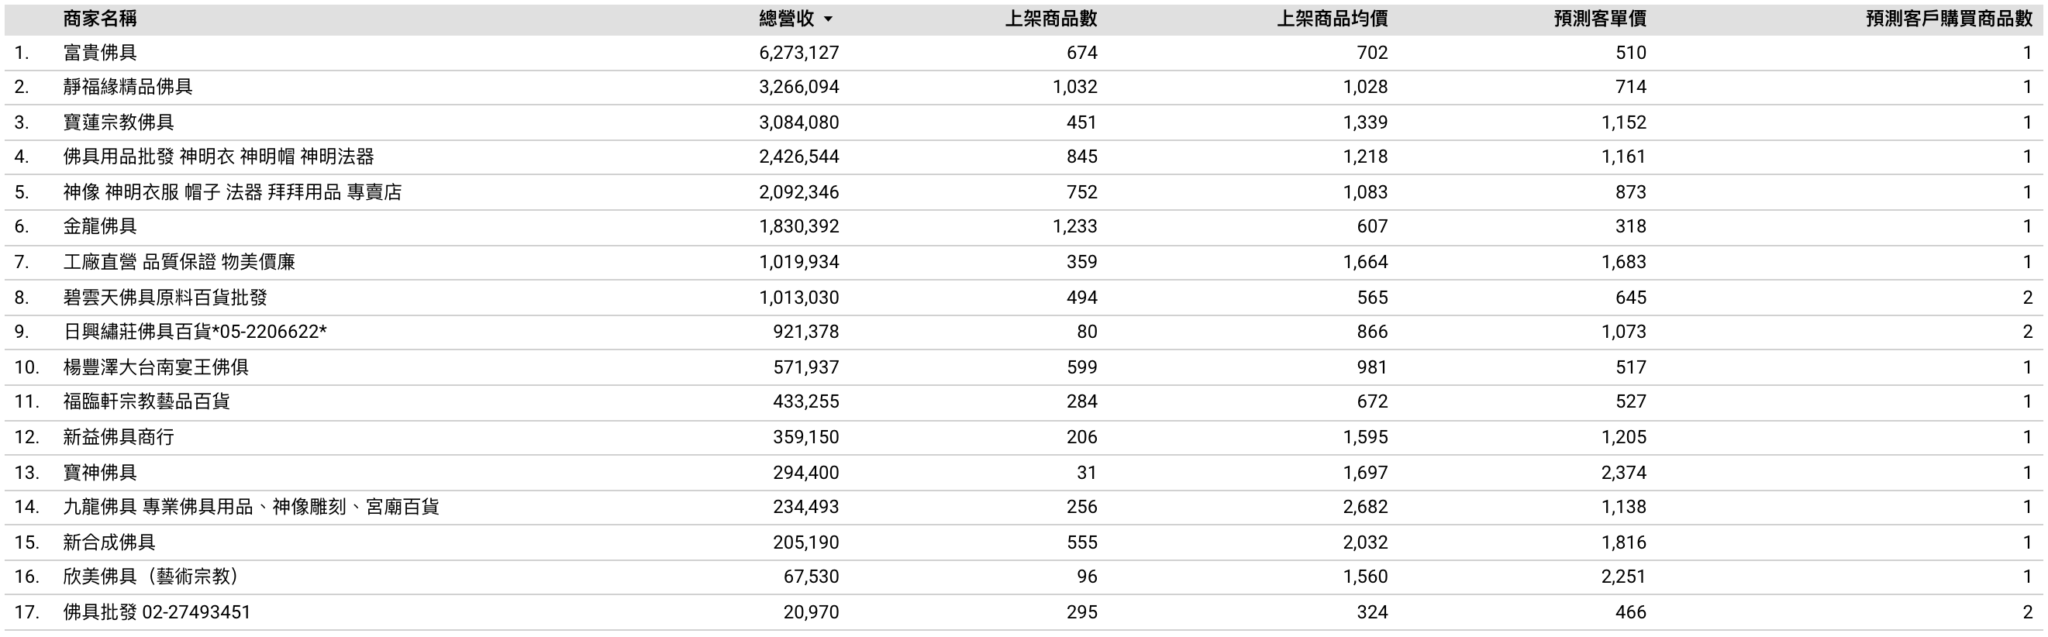 商家名稱 總營收 上架商品數 上架商品均價 預測客單價 預測客戶購買商品數
1. 富貴佛具 6,273,127 674 702 510 1
2. 靜福緣精品佛具 3,266,094 1,032 1,028 714 1
3. 寶蓮宗教佛具 3,084,080 451 1,339 1,152 1
4. 佛具用品批發 神明衣 神明帽 神明法器 2,426,544 845 1,218 1,161 1
5. 神像 神明衣服 帽子 法器 拜拜用品 專賣店 2,092,346 752 1,083 873 1
6. 金龍佛具 1,830,392 1,233 607 318 1
7. 工廠直營 品質保證 物美價廉 1,019,934 359 1,664 1,683 1
8. 碧雲天佛具原料百貨批發 1,013,030 494 565 645 2
9. 日興繡莊佛具百貨*05-2206622* 921,378 80 866 1,073 2
10. 楊豐澤大台南宴王佛俱 571,937 599 981 517 1
11. 福臨軒宗教藝品百貨 433,255 284 672 527 1
12. 新益佛具商行 359,150 206 1,595 1,205 1
13. 寶神佛具 294,400 31 1,697 2,374 1
14. 九龍佛具 專業佛具用品、神像雕刻、宮廟百貨 234,493 256 2,682 1,138 1
15. 新合成佛具 205,190 555 2,032 1,816 1
16. 欣美佛具（藝術宗教） 67,530 96 1,560 2,251 1
17. 佛具批發 02-27493451 20,970 295 324 466 2